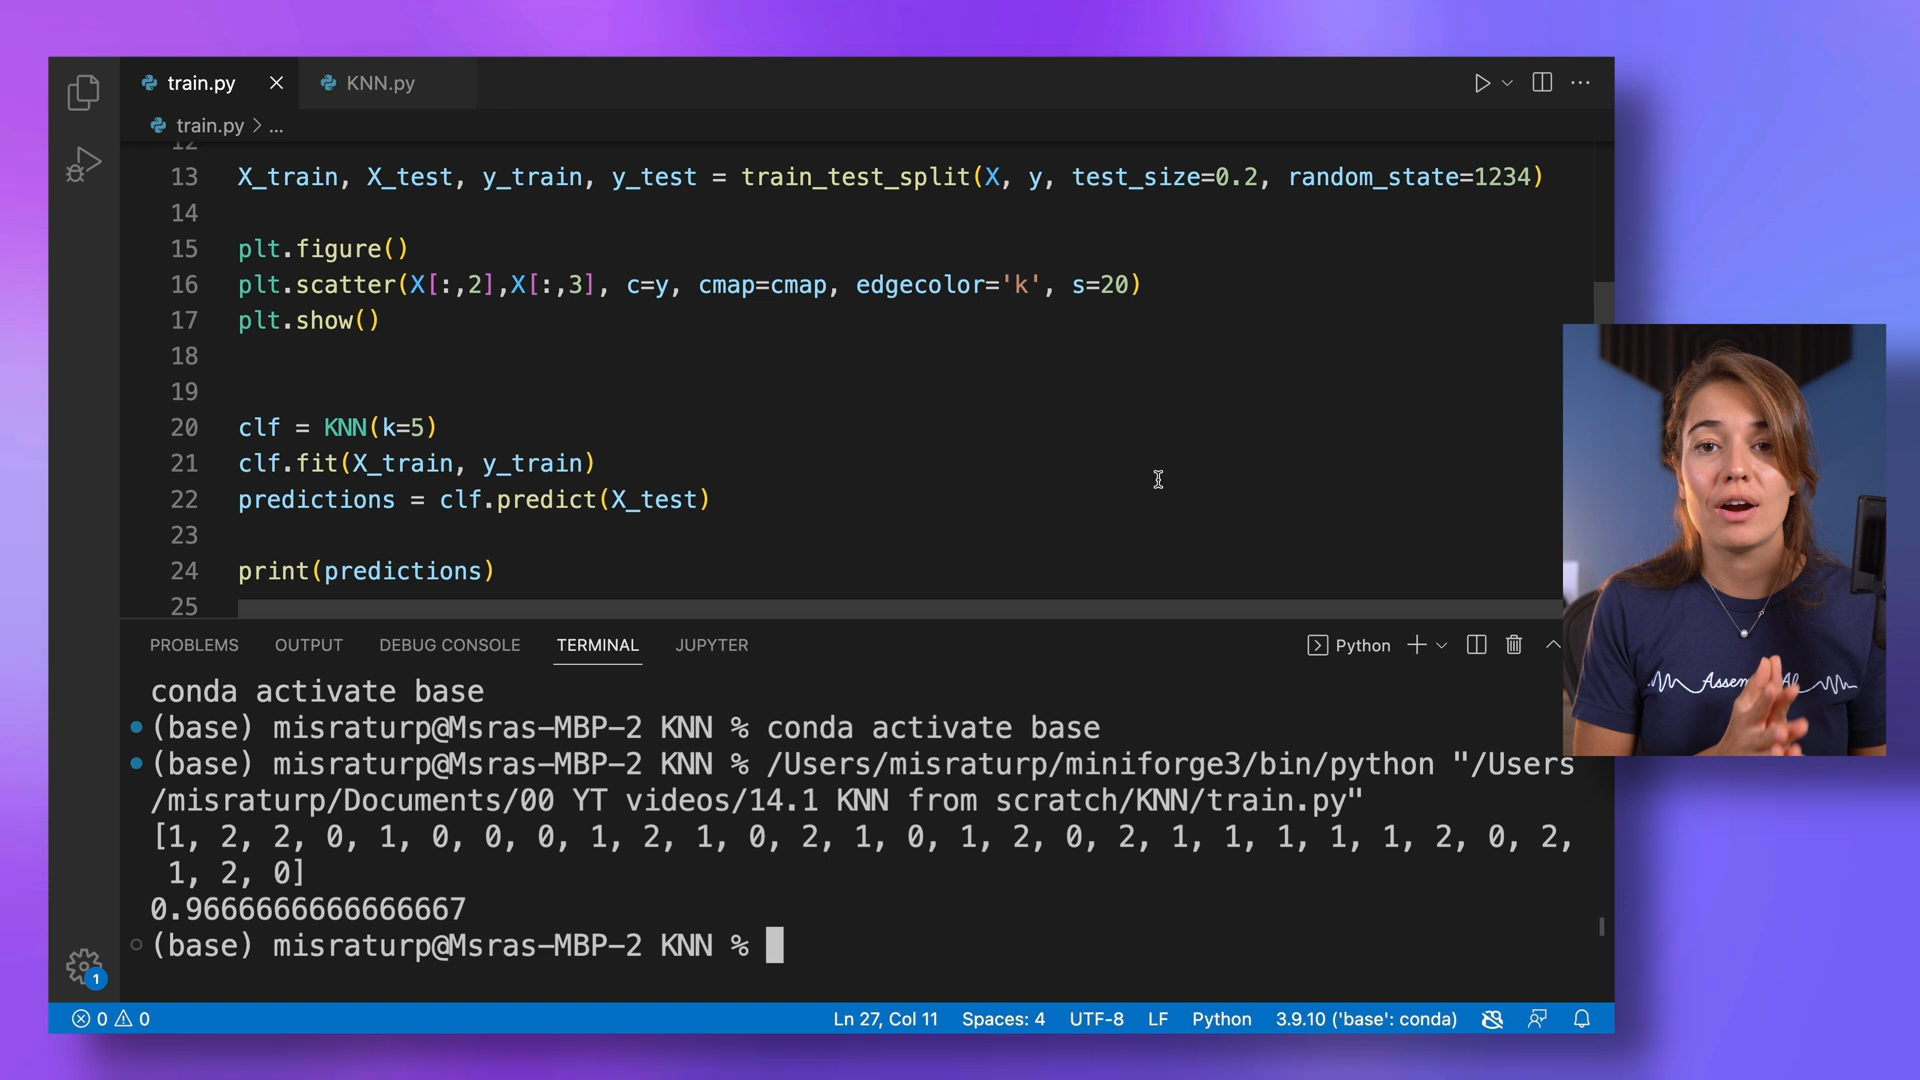 train.py
KNN.py
train.py > ...
12
13 X_train, X_test, y_train, y_test = train_test_split(X, y, test_size=0.2, random_state=1234)
14
15 plt.figure()
16 plt.scatter(X[:,2],X[:,3], c=y, cmap=cmap, edgecolor='k', s=20)
17 plt.show()
18
19
20 clf = KNN(k=5)
21 clf.fit(X_train, y_train)
22 predictions = clf.predict(X_test)
23
24 print(predictions)
25
PROBLEMS OUTPUT DEBUG CONSOLE TERMINAL JUPYTER Python
conda activate base
(base) misraturp@Msras-MBP-2 KNN % conda activate base
(base) misraturp@Msras-MBP-2 KNN % /Users/misraturp/miniforge3/bin/python "/Users
/misraturp/Documents/00 YT videos/14.1 KNN from scratch/KNN/train.py"
[1, 2, 2, 0, 1, 0, 0, 0, 1, 2, 1, 0, 2, 1, 0, 1, 2, 0, 2, 1, 1, 1, 1, 1, 2, 0, 2,
1, 2, 0]
0.9666666666666667
(base) misraturp@Msras-MBP-2 KNN %
1
0 0 Ln 27, Col 11 Spaces: 4 UTF-8 LF Python 3.9.10 ('base': conda)